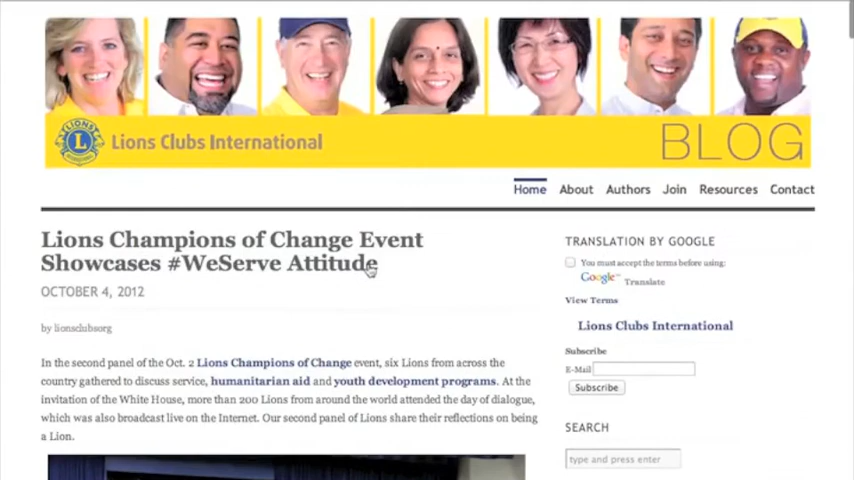 LIONS
L
Lions Clubs International
BLOG
Home About Authors Join Resources Contact
Lions Champions of Change Event
Showcases #WeServe Attitude
OCTOBER 4, 2012
by lionsclubsorg
In the second panel of the Oct. 2 Lions Champions of Change event, six Lions from across the
country gathered to discuss service, humanitarian aid and youth development programs. At the
invitation of the White House, more than 200 Lions from around the world attended the day of dialogue,
which was also broadcast live on the Internet. Our second panel of Lions share their reflections on being
a Lion.
TRANSLATION BY GOOGLE
You must accept the terms before using:
Google™ Translate
View Terms
Lions Clubs International
Subscribe
E-Mail
Subscribe
SEARCH
type and press enter